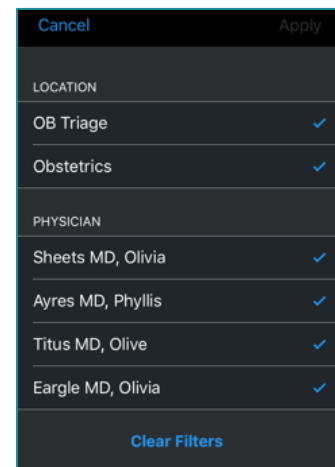 Cancel Apply
LOCATION
OB Triage
Obstetrics
PHYSICIAN
Sheets MD, Olivia
Ayres MD, Phyllis
Titus MD, Olive
Eargle MD, Olivia
Clear Filters